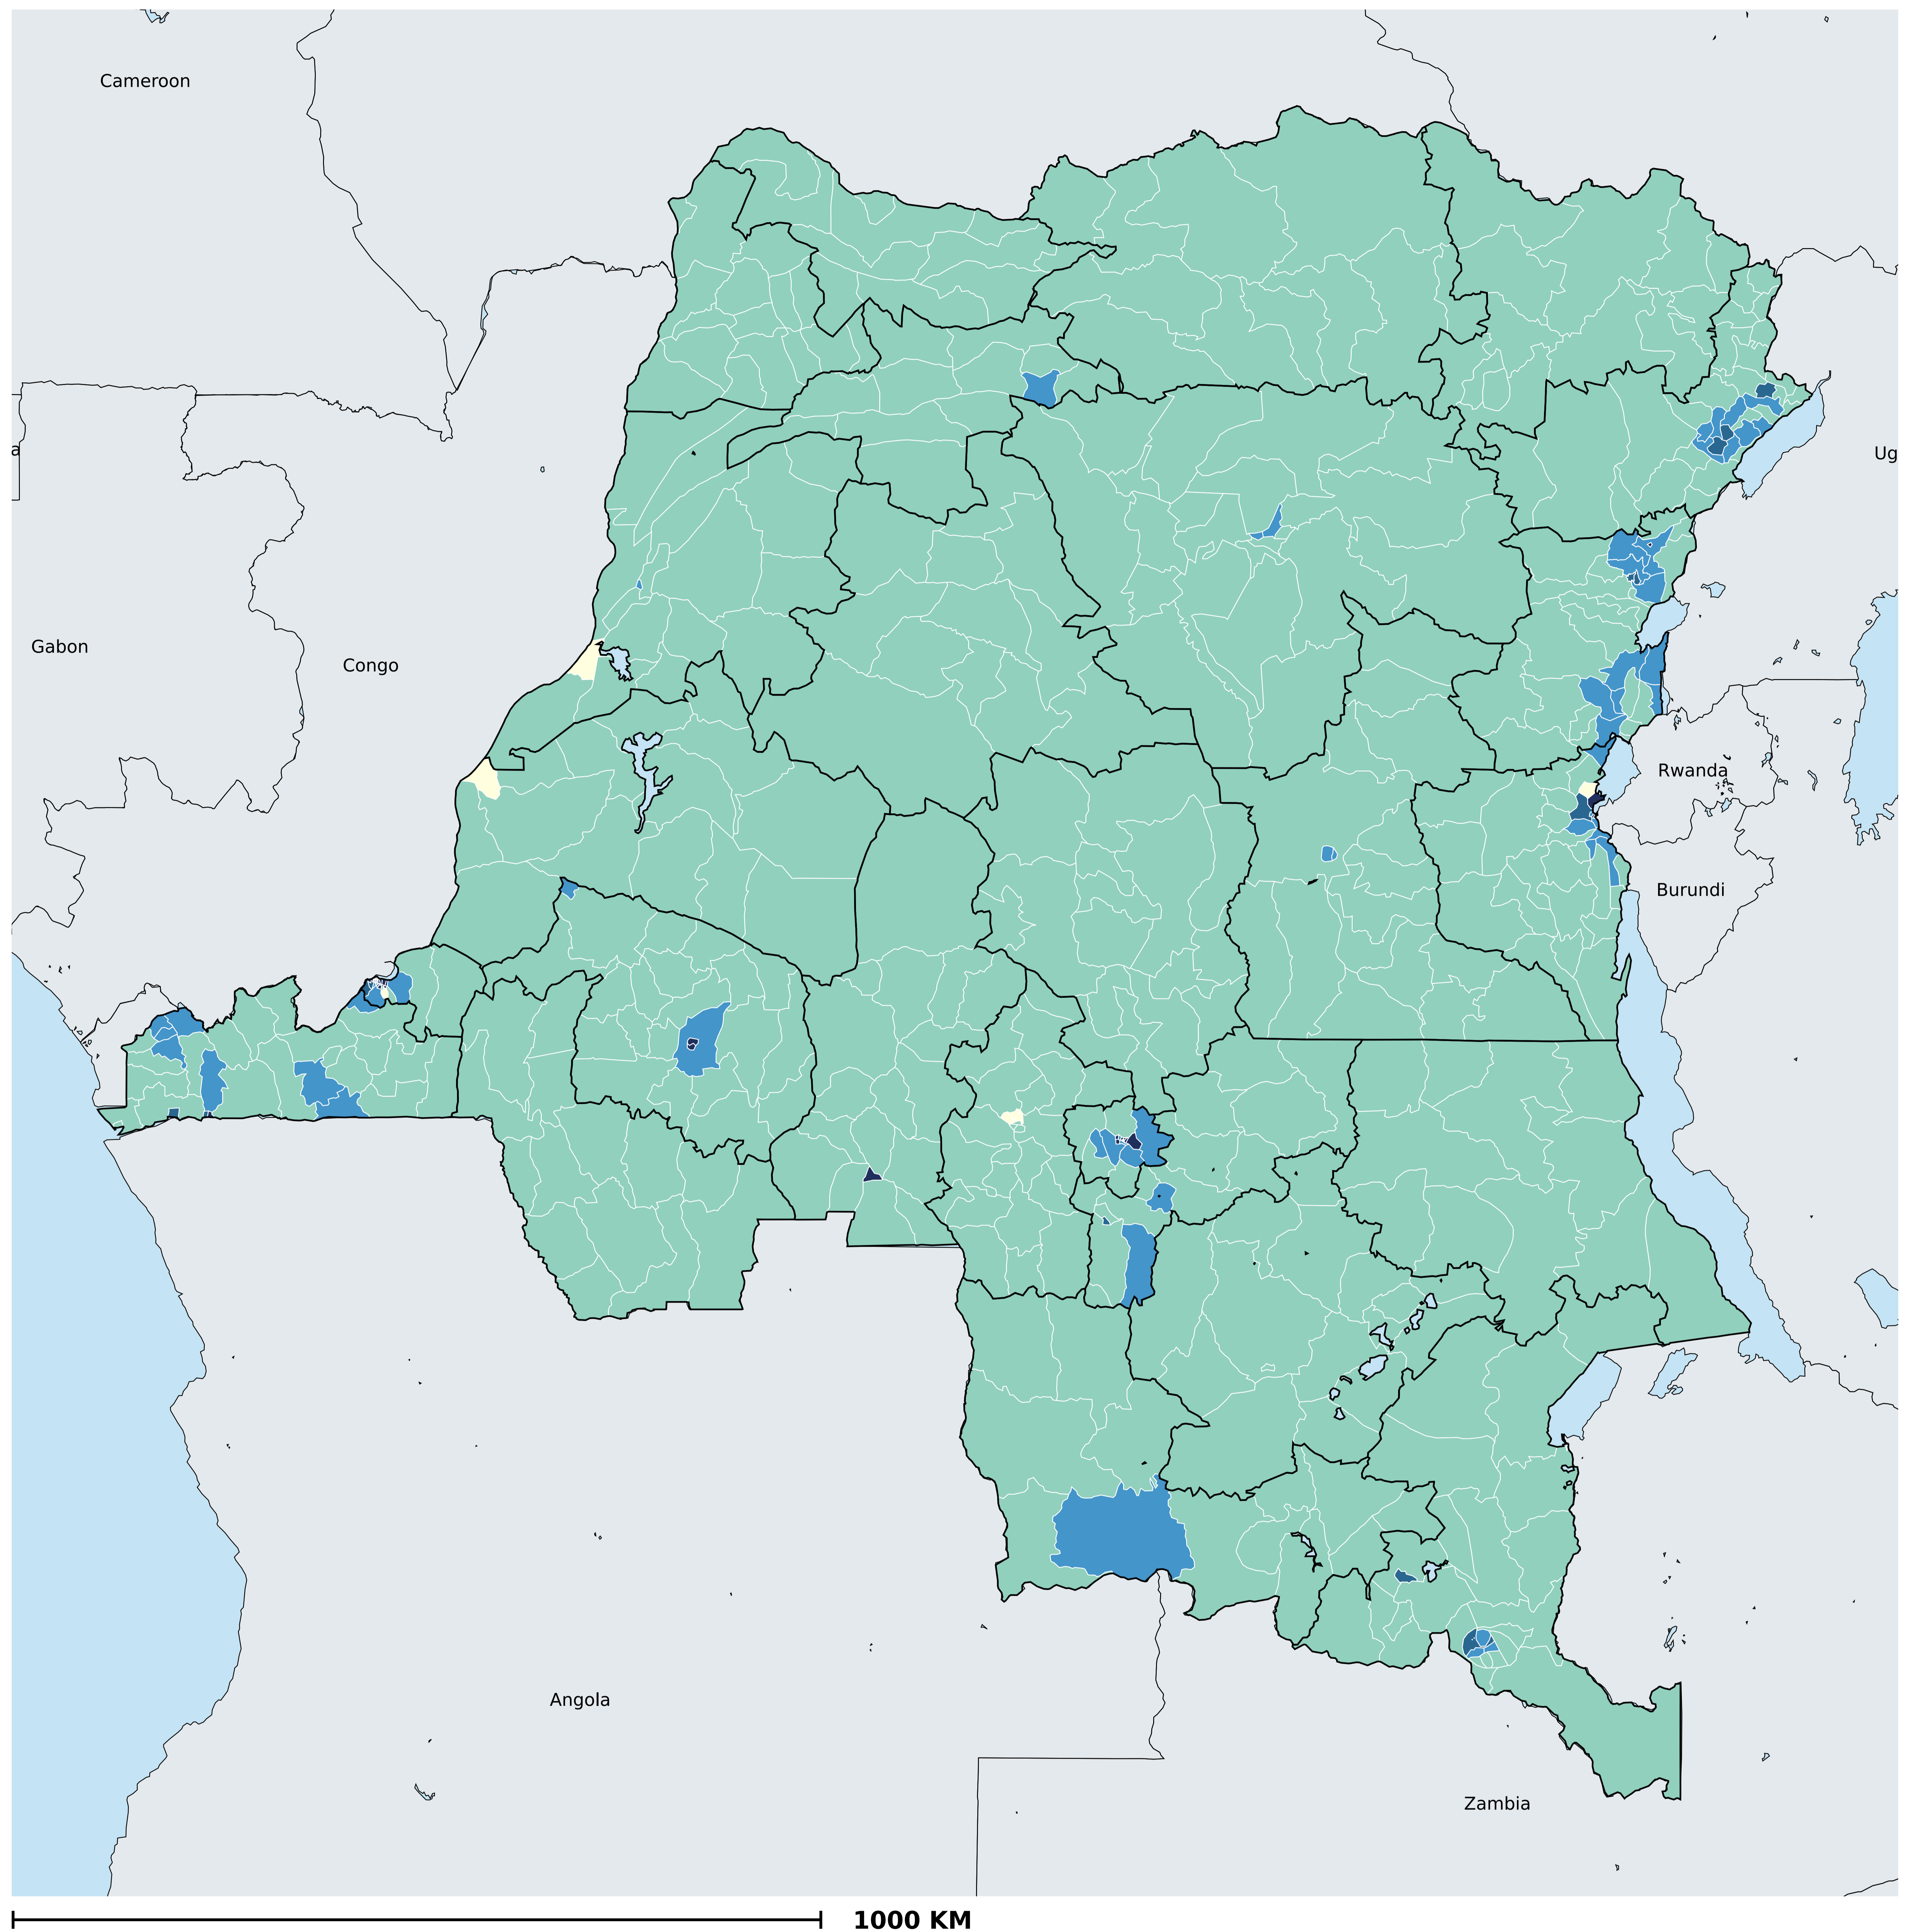 Cameroon
a
Ug
Gabon
Congo
Rwanda
Burundi
Angola
Zambia
1000 KM